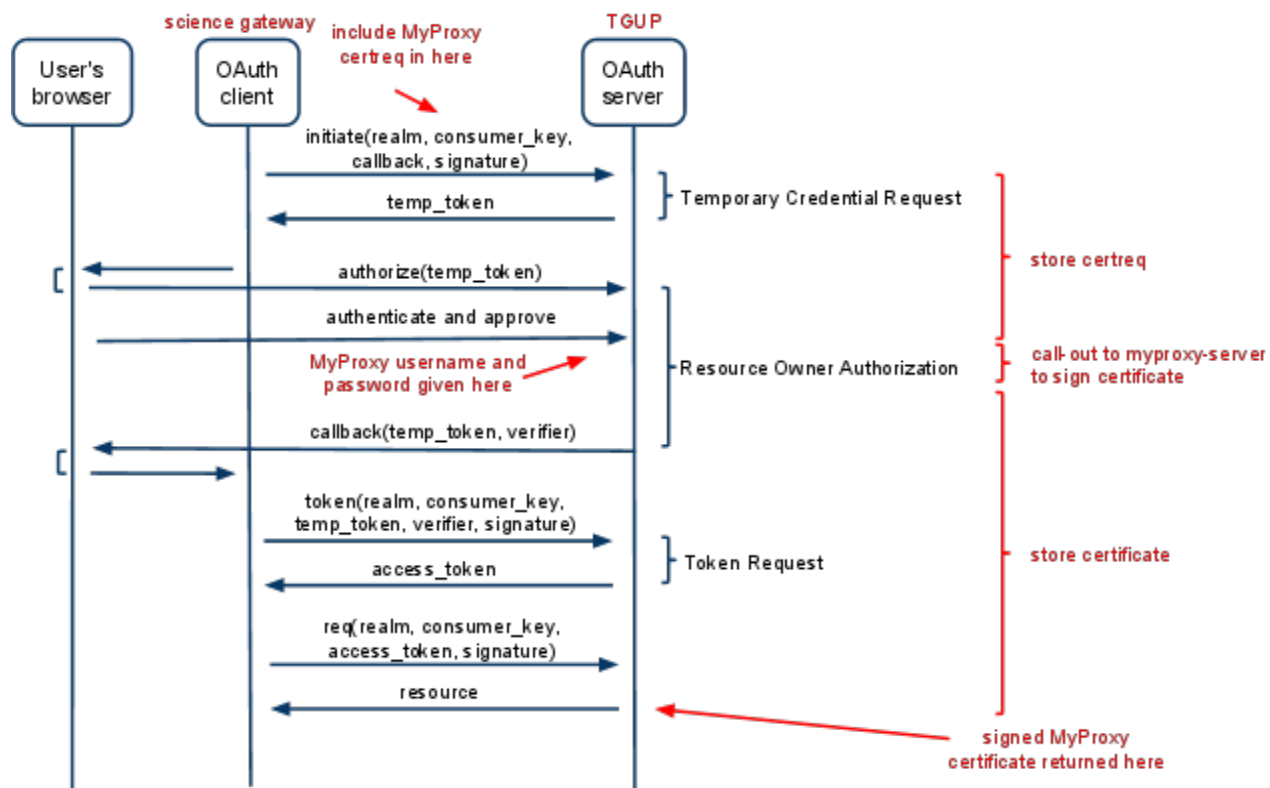 science gateway
TGUP
include MyProxy
certreq in here
User's
browser
OAuth
client
OAuth
server
initiate(realm, consumer_key,
callback, signature)
temp_token
Temporary Credential Request
store certreq
authorize(temp_token)
authenticate and approve
MyProxy username and
password given here
Resource Owner Authorization
call-out to myproxy-server
to sign certificate
callback(temp_token, verifier)
token(realm, consumer_key,
temp_token, verifier, signature)
Token Request
store certificate
access_token
req(realm, consumer_key,
access_token, signature)
resource
signed MyProxy
certificate returned here